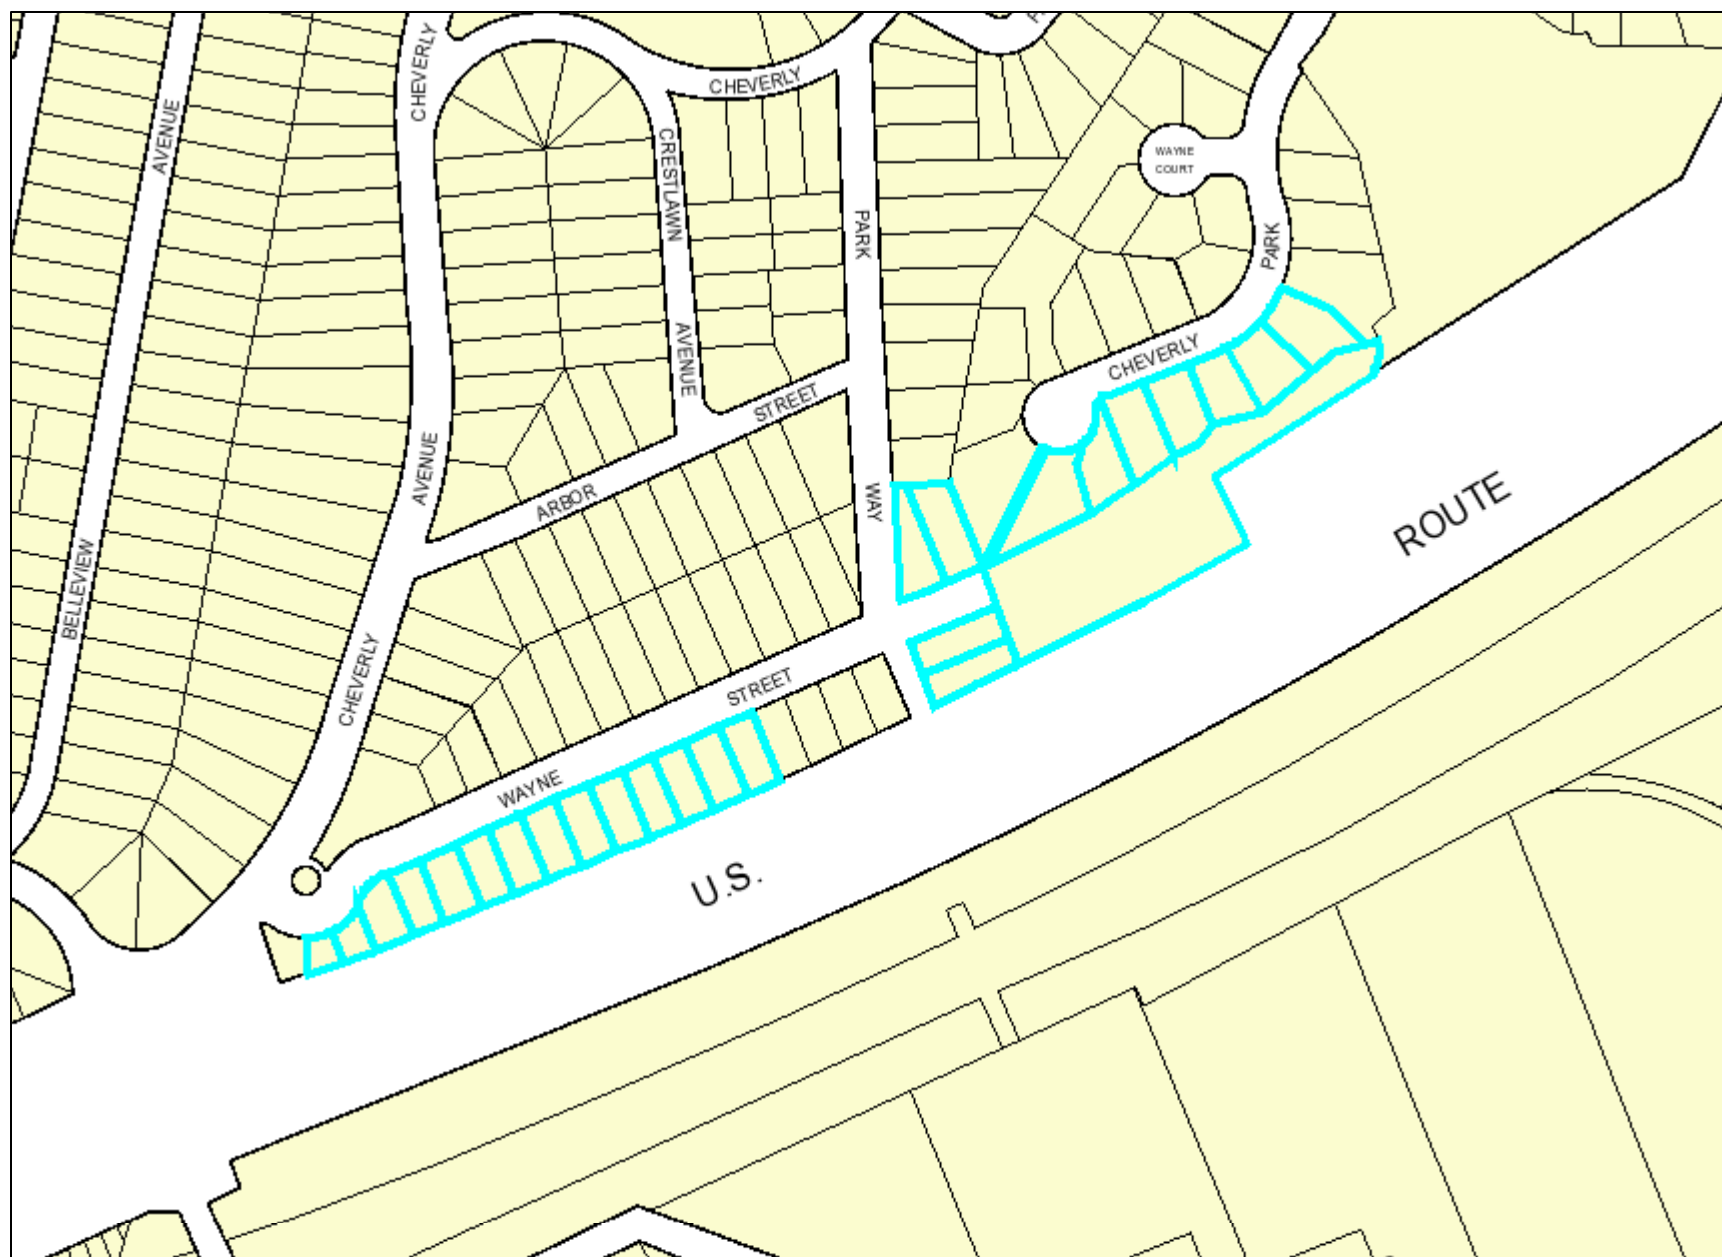 CHEVERLY
CHEVERLY
AVENUE
CRESTLAWN
WAYNE
COURT
PARK
PARK
AVENUE
CHEVERLY
STREET
AVENUE
ARBOR
WAY
ROUTE
BELLEVIEW
CHEVERLY
STREET
WAYNE
U.S.